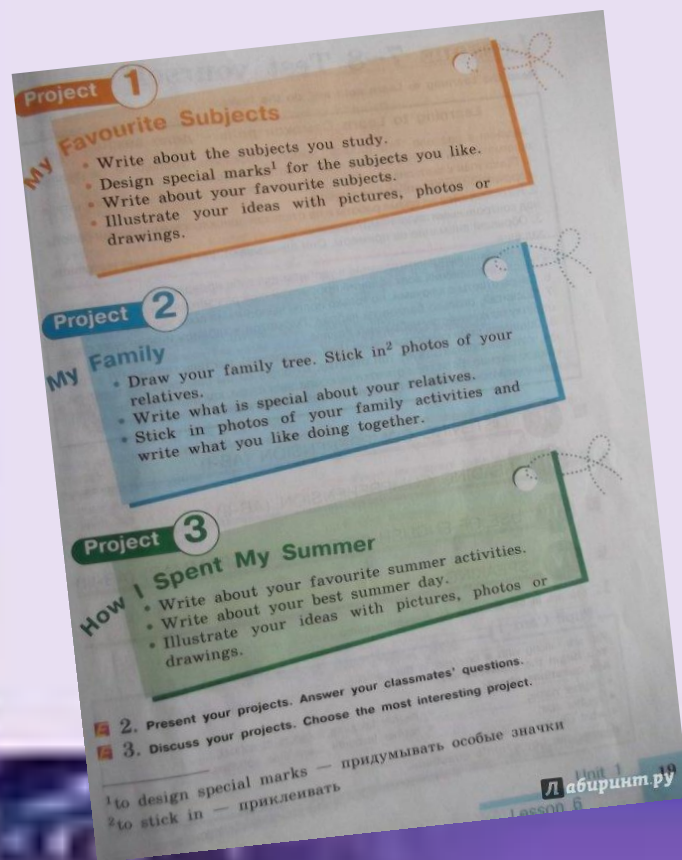 Project 1
My Favourite Subjects
• Write about the subjects you study.
• Design special marks¹ for the subjects you like.
• Write about your favourite subjects.
• Illustrate your ideas with pictures, photos or
drawings.
Project 2
My Family
• Draw your family tree. Stick in² photos of your
relatives.
• Write what is special about your relatives.
• Stick in photos of your family activities and
write what you like doing together.
Project 3
How I Spent My Summer
• Write about your favourite summer activities.
• Write about your best summer day.
• Illustrate your ideas with pictures, photos or
drawings.
2. Present your projects. Answer your classmates' questions.
3. Discuss your projects. Choose the most interesting project.
¹to design special marks — придумывать особые значки
²to stick in — приклеивать
Unit 1 19
Lesson 6
Лабиринт.ру